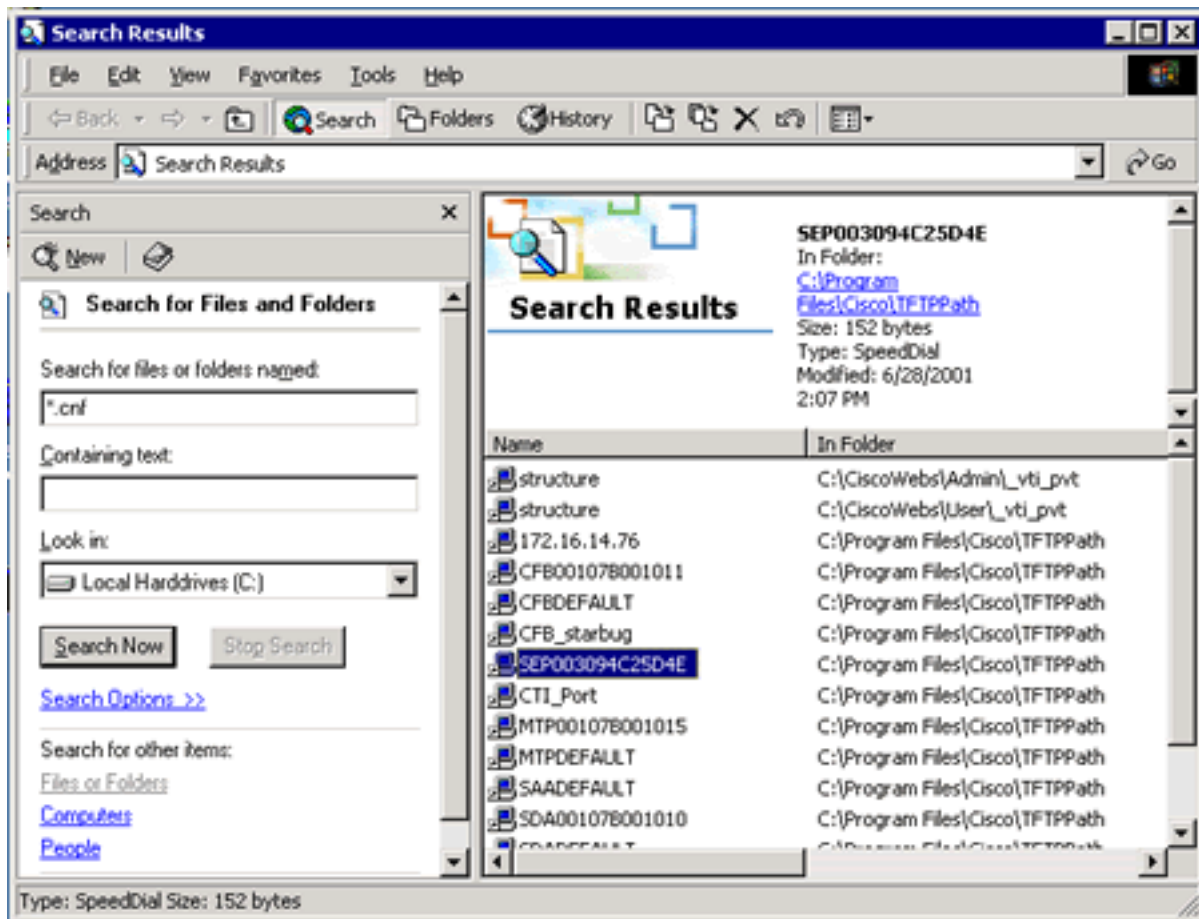 Search Results
File Edit View Favorites Tools Help
Back Search Folders History
Address Search Results Go
Search
New
Search for Files and Folders
Search for files or folders named:
*.cnf
Containing text:
Look in:
Local Harddrives (C:)
Search Now Stop Search
Search Options >>
Search for other items:
Files or Folders
Computers
People
Search Results
SEP003094C25D4E
In Folder:
C:\Program
Files\Cisco\TFTPPath
Size: 152 bytes
Type: SpeedDial
Modified: 6/28/2001
2:07 PM
Name In Folder
structure C:\CiscoWebs\Admin\_vti_pvt
structure C:\CiscoWebs\User\_vti_pvt
172.16.14.76 C:\Program Files\Cisco\TFTPPath
CFB00107B001011 C:\Program Files\Cisco\TFTPPath
CFBDEFAULT C:\Program Files\Cisco\TFTPPath
CFB_starbug C:\Program Files\Cisco\TFTPPath
SEP003094C25D4E C:\Program Files\Cisco\TFTPPath
CTI_Port C:\Program Files\Cisco\TFTPPath
MTP00107B001015 C:\Program Files\Cisco\TFTPPath
MTPDEFAULT C:\Program Files\Cisco\TFTPPath
SAADEFAULT C:\Program Files\Cisco\TFTPPath
SDA00107B001010 C:\Program Files\Cisco\TFTPPath
Type: SpeedDial Size: 152 bytes